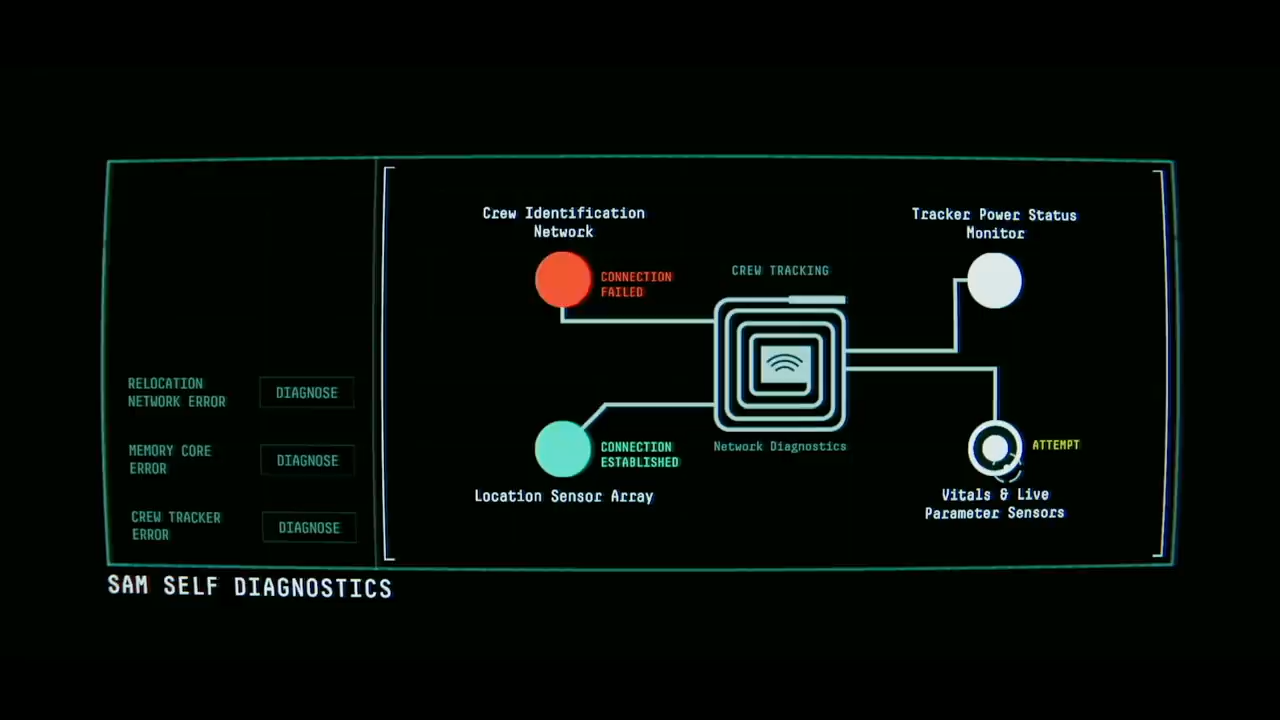 Crew Identification
Network
Tracker Power Status
Monitor
CONNECTION
FAILED
CREW TRACKING
RELOCATION
NETWORK ERROR
DIAGNOSE
MEMORY CORE
ERROR
DIAGNOSE
CREW TRACKER
ERROR
DIAGNOSE
CONNECTION
ESTABLISHED
Network Diagnostics
ATTEMPT
Location Sensor Array
Vitals & Live
Parameter Sensors
SAM SELF DIAGNOSTICS